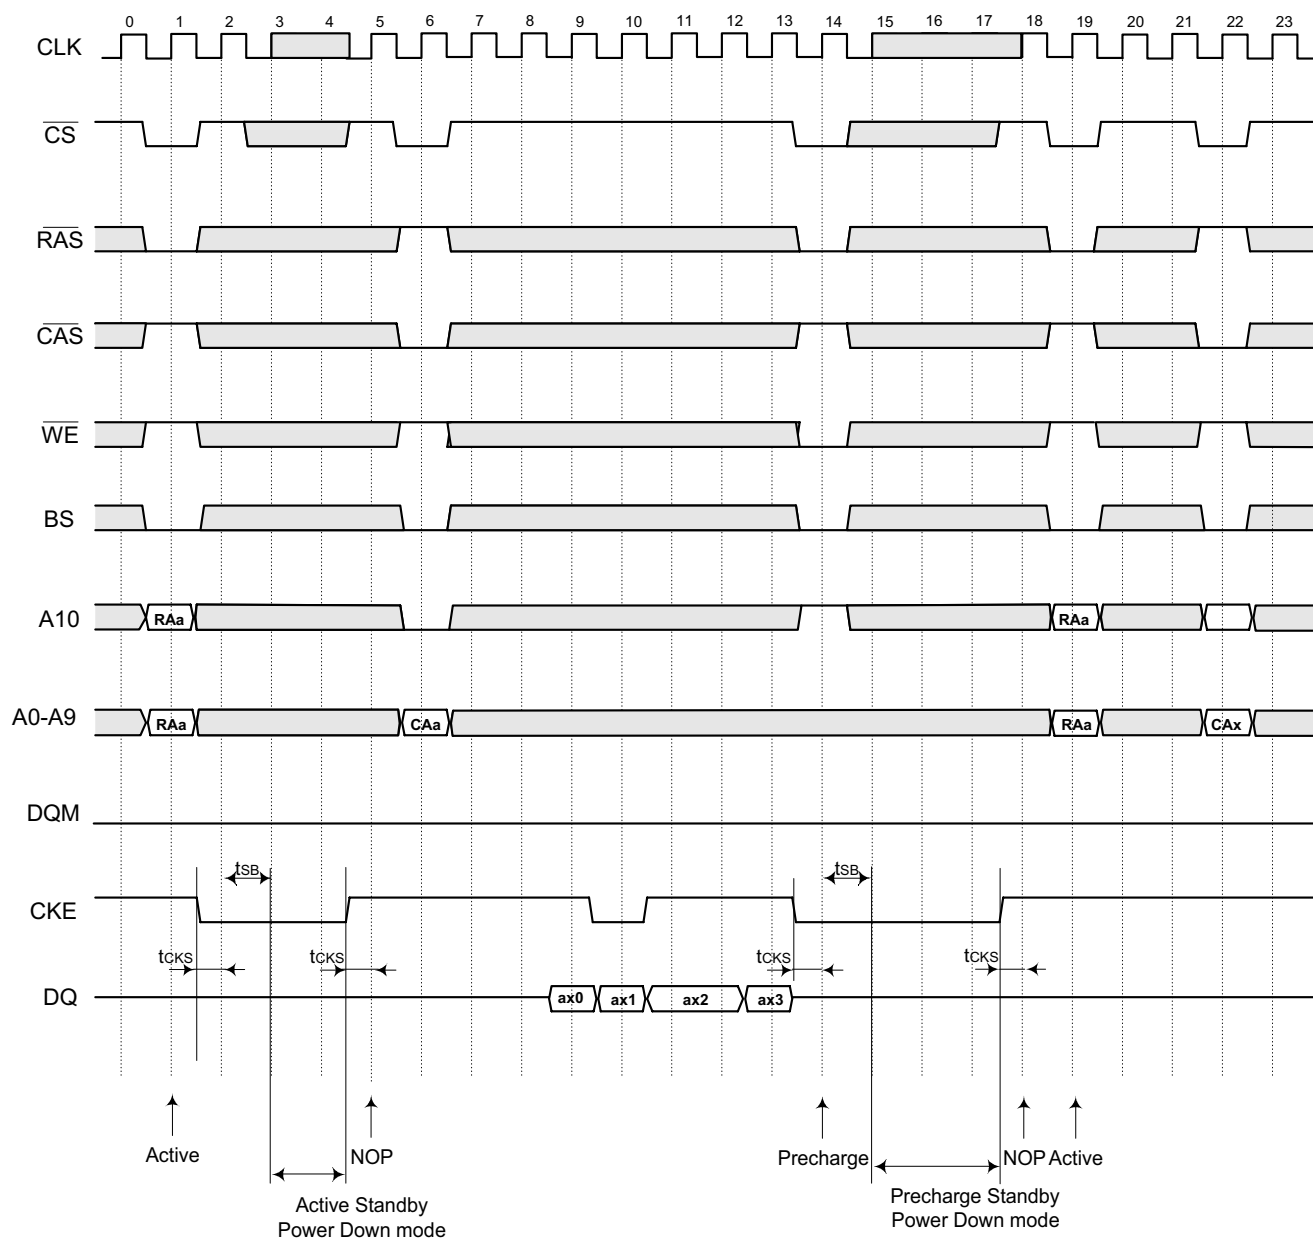 0 1 2 3 4 5 6 7 8 9 10 11 12 13 14 15 16 17 18 19 20 21 22 23
CLK
CS
RAS
CAS
WE
BS
A10 RAa RAa
A0-A9 RAa CAa RAa CAx
DQM
tSB tSB
CKE
tCKS tCKS tCKS tCKS
DQ ax0 ax1 ax2 ax3
Active NOP Precharge NOP Active
Active Standby
Power Down mode
Precharge Standby
Power Down mode